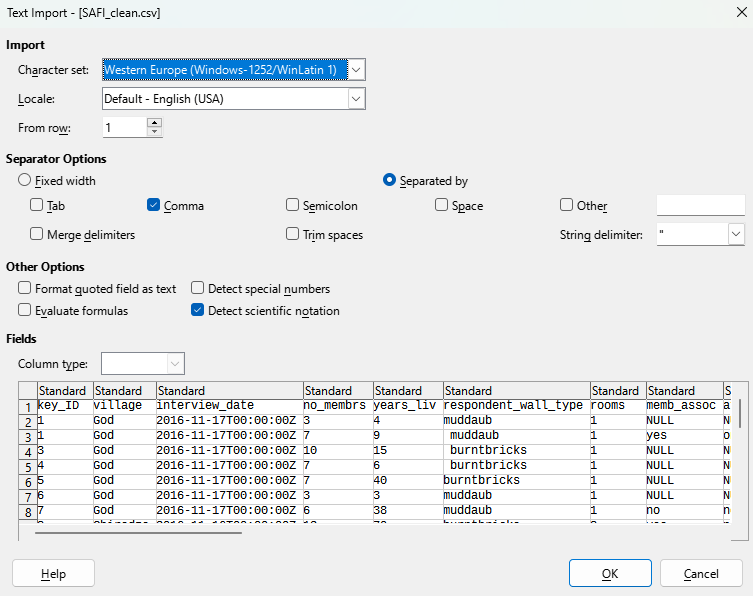 Text Import - [SAFI_clean.csv]
Import
Character set: Western Europe (Windows-1252/WinLatin 1)
Locale: Default - English (USA)
From row: 1
Separator Options
Fixed width Separated by
Tab Comma Semicolon Space Other
Merge delimiters Trim spaces String delimiter: "
Other Options
Format quoted field as text Detect special numbers
Evaluate formulas Detect scientific notation
Fields
Column type:
Standard Standard Standard Standard Standard Standard Standard Standard S
1 key_ID village interview_date no_membrs years_liv respondent_wall_type rooms memb_assoc a
2 1 God 2016-11-17T00:00:00Z 3 4 muddaub 1 NULL N
3 1 God 2016-11-17T00:00:00Z 7 9 muddaub 1 yes o
4 3 God 2016-11-17T00:00:00Z 10 15 burntbricks 1 NULL N
5 4 God 2016-11-17T00:00:00Z 7 6 burntbricks 1 NULL N
6 5 God 2016-11-17T00:00:00Z 7 40 burntbricks 1 NULL N
7 6 God 2016-11-17T00:00:00Z 3 3 muddaub 1 NULL N
8 7 God 2016-11-17T00:00:00Z 6 38 muddaub 1 no n
Help OK Cancel